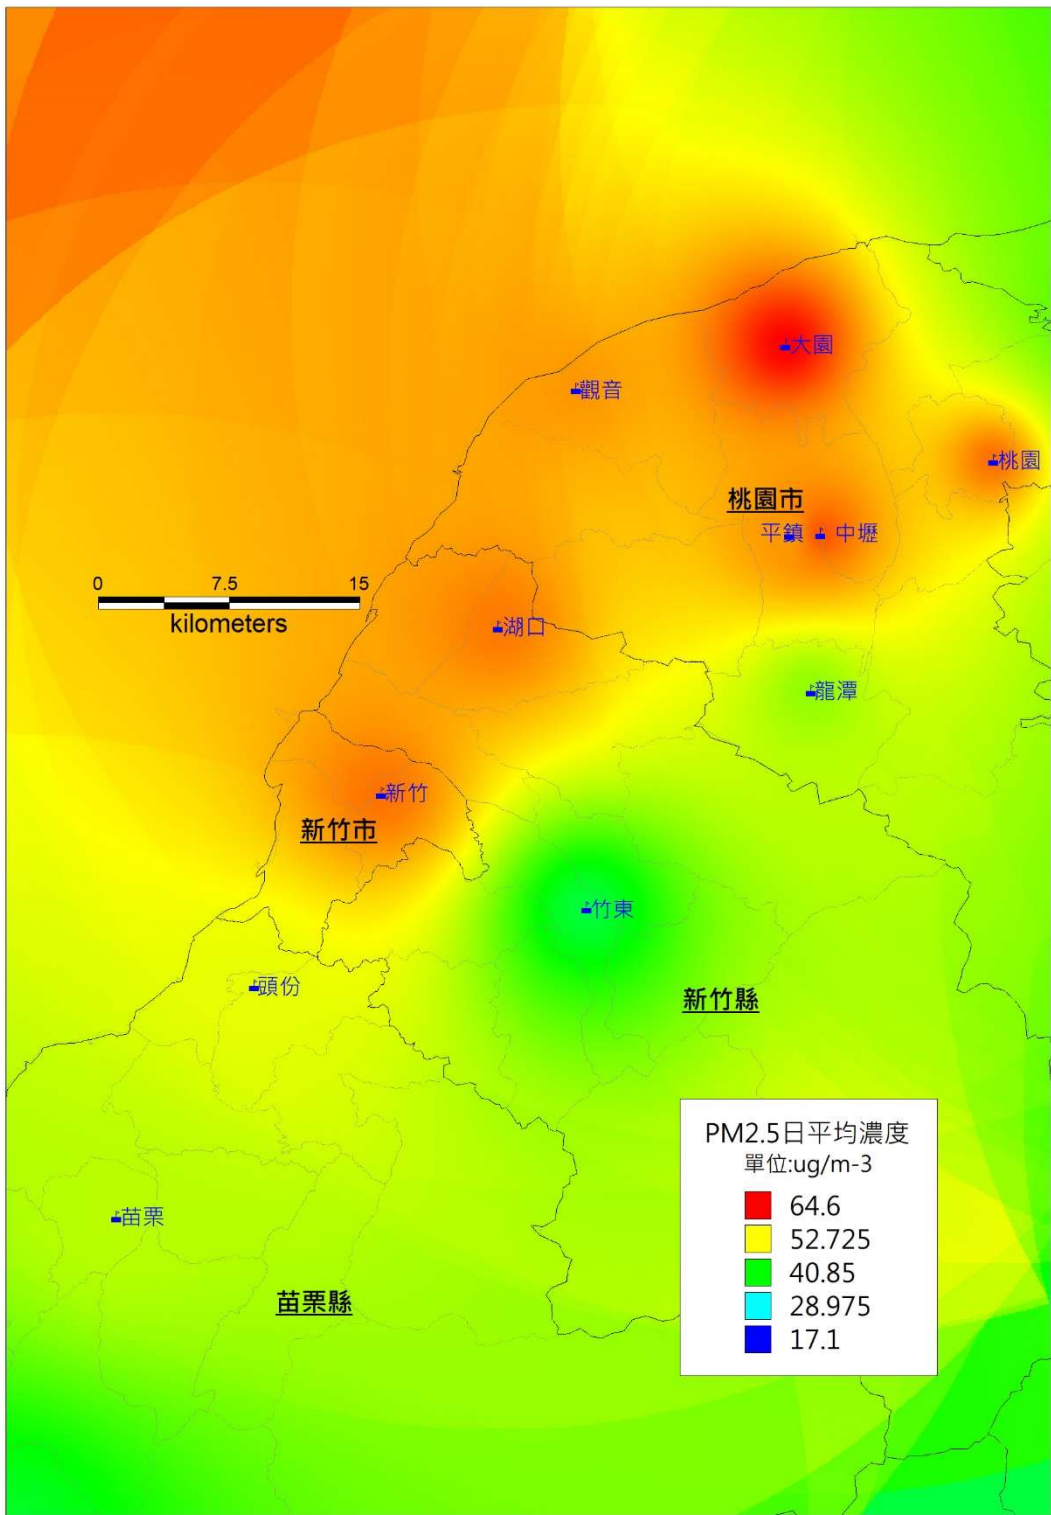 大園
觀音
桃園
桃園市
平鎮
中壢
0 7.5 15
kilometers
湖口
龍潭
新竹
新竹市
竹東
頭份
新竹縣
PM2.5日平均濃度
單位:ug/m-3
64.6
52.725
40.85
28.975
17.1
苗栗
苗栗縣